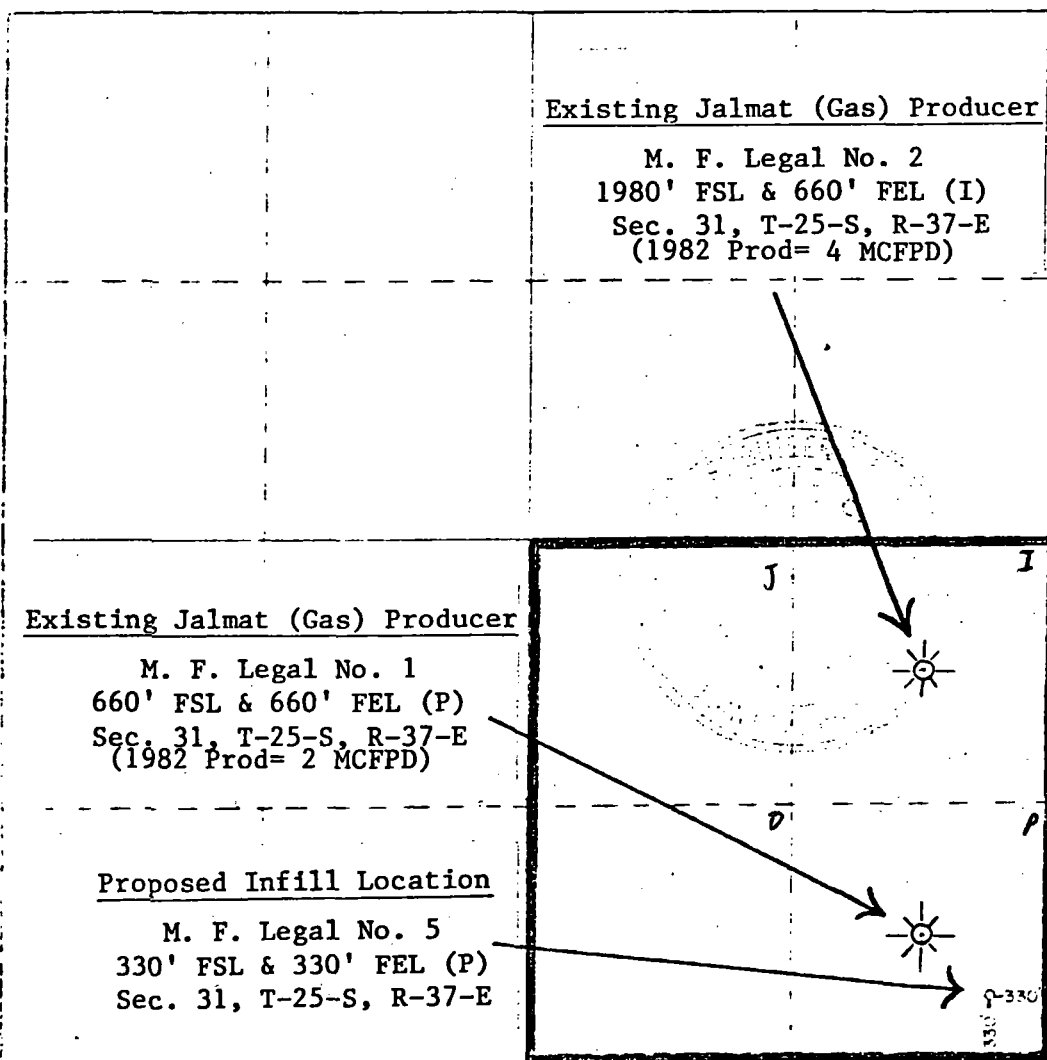 Existing Jalmat (Gas) Producer
M. F. Legal No. 2
1980' FSL & 660' FEL (I)
Sec. 31, T-25-S, R-37-E
(1982 Prod= 4 MCFPD)
J
I
Existing Jalmat (Gas) Producer
M. F. Legal No. 1
660' FSL & 660' FEL (P)
Sec. 31, T-25-S, R-37-E
(1982 Prod= 2 MCFPD)
O
P
Proposed Infill Location
M. F. Legal No. 5
330' FSL & 330' FEL (P)
Sec. 31, T-25-S, R-37-E
330'
330'